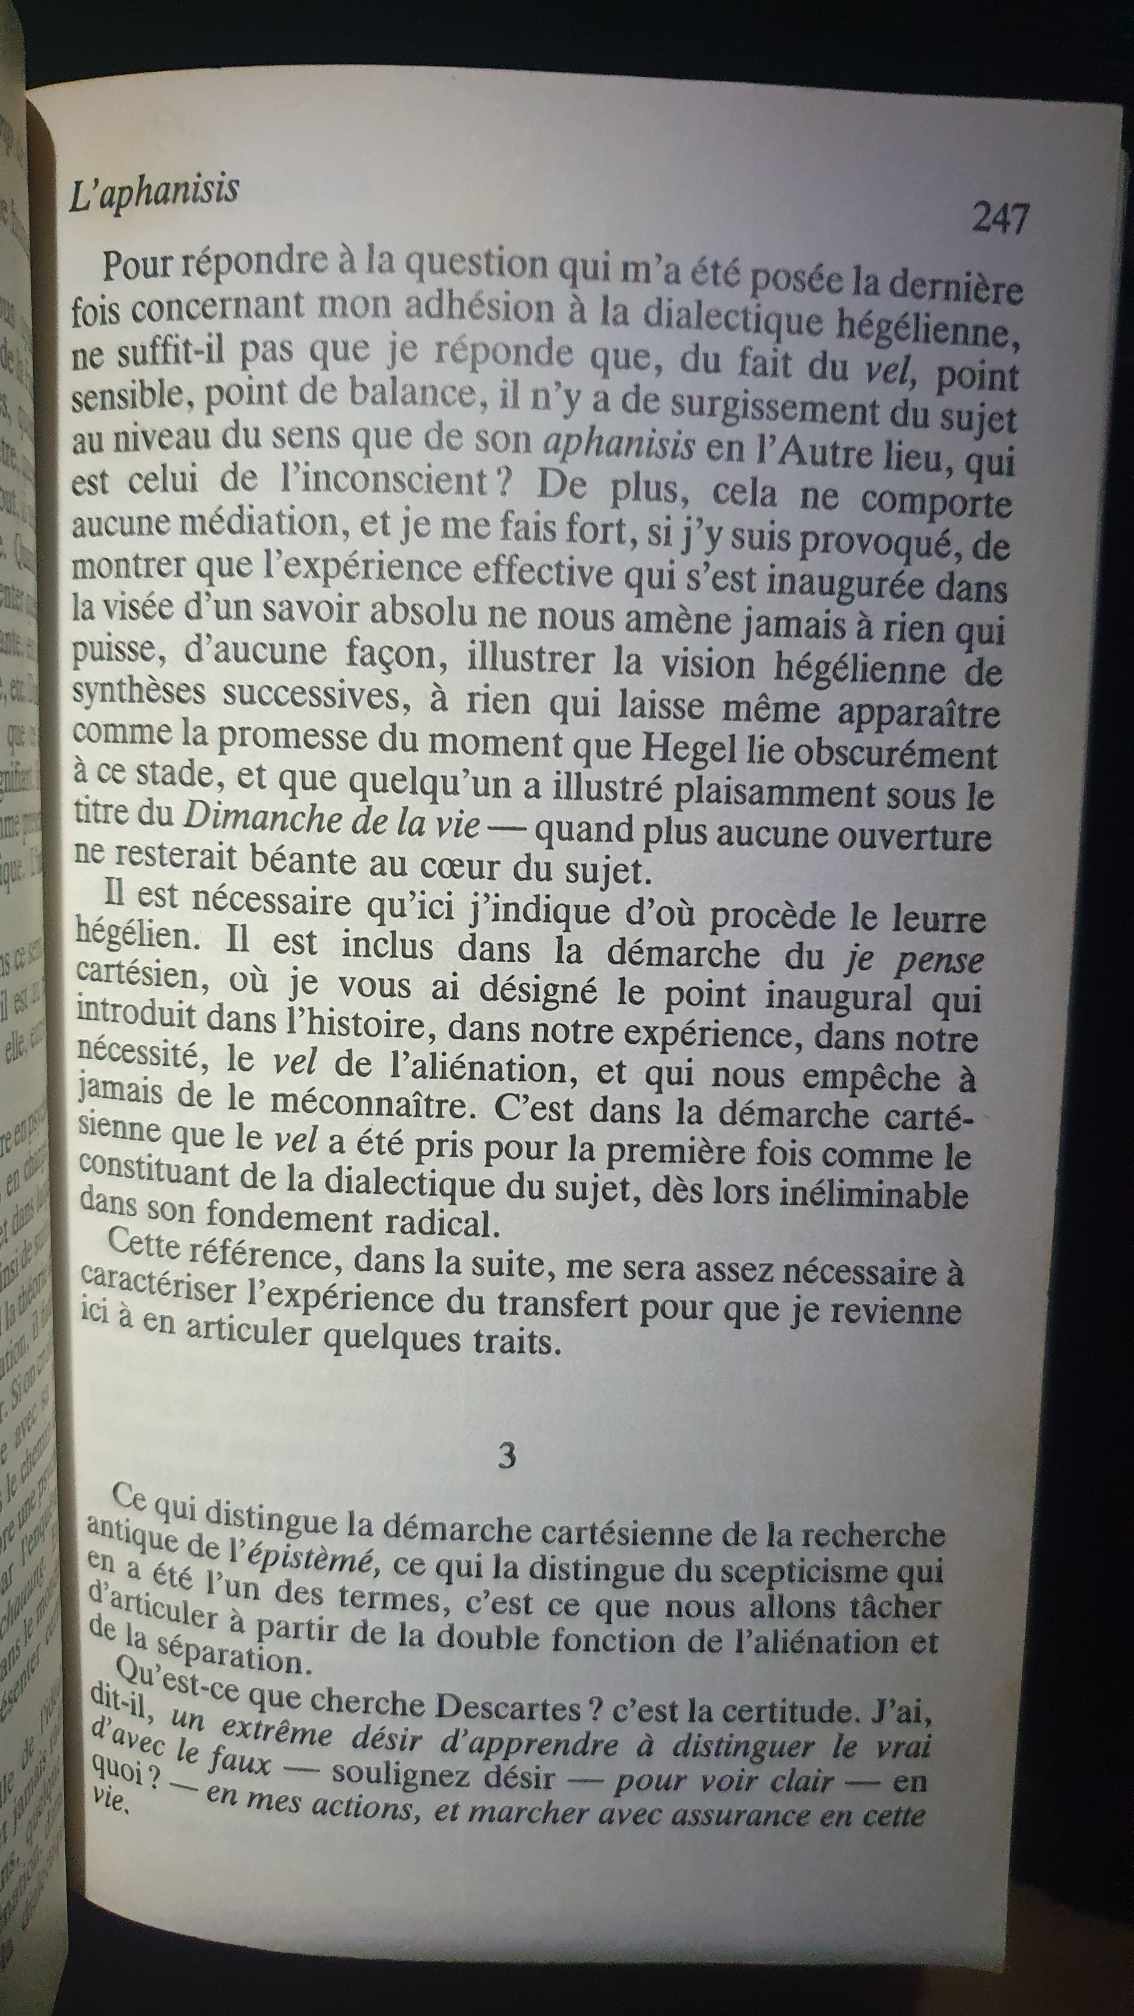 L'aphanisis
247
Pour répondre à la question qui m'a été posée la dernière
fois concernant mon adhésion à la dialectique hégélienne,
ne suffit-il pas que je réponde que, du fait du vel, point
sensible, point de balance, il n'y a de surgissement du sujet
au niveau du sens que de son aphanisis en l'Autre lieu, qui
est celui de l'inconscient ? De plus, cela ne comporte
aucune médiation, et je me fais fort, si j'y suis provoqué, de
montrer que l'expérience effective qui s'est inaugurée dans
la visée d'un savoir absolu ne nous amène jamais à rien qui
puisse, d'aucune façon, illustrer la vision hégélienne de
synthèses successives, à rien qui laisse même apparaître
comme la promesse du moment que Hegel lie obscurément
à ce stade, et que quelqu'un a illustré plaisamment sous le
titre du Dimanche de la vie — quand plus aucune ouverture
ne resterait béante au cœur du sujet.
Il est nécessaire qu'ici j'indique d'où procède le leurre
hégélien. Il est inclus dans la démarche du je pense
cartésien, où je vous ai désigné le point inaugural qui
introduit dans l'histoire, dans notre expérience, dans notre
nécessité, le vel de l'aliénation, et qui nous empêche à
jamais de le méconnaître. C'est dans la démarche carté-
sienne que le vel a été pris pour la première fois comme le
constituant de la dialectique du sujet, dès lors inéliminable
dans son fondement radical.
Cette référence, dans la suite, me sera assez nécessaire à
caractériser l'expérience du transfert pour que je revienne
ici à en articuler quelques traits.
3
Ce qui distingue la démarche cartésienne de la recherche
antique de l'épistèmé, ce qui la distingue du scepticisme qui
en a été l'un des termes, c'est ce que nous allons tâcher
d'articuler à partir de la double fonction de l'aliénation et
de la séparation.
Qu'est-ce que cherche Descartes ? c'est la certitude. J'ai,
dit-il, un extrême désir d'apprendre à distinguer le vrai
d'avec le faux — soulignez désir — pour voir clair — en
quoi ? — en mes actions, et marcher avec assurance en cette
vie.